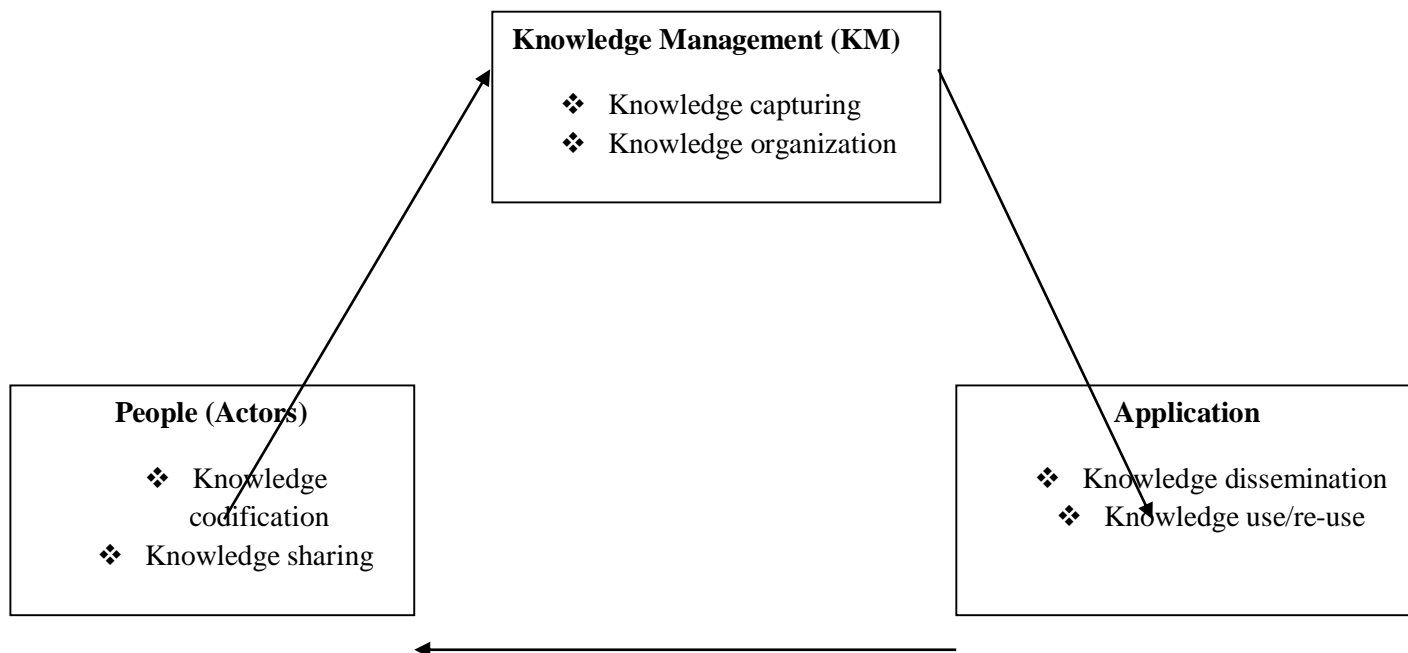 Knowledge Management (KM)
❖ Knowledge capturing
❖ Knowledge organization
People (Actors)
❖ Knowledge
codification
❖ Knowledge sharing
Application
❖ Knowledge dissemination
❖ Knowledge use/re-use